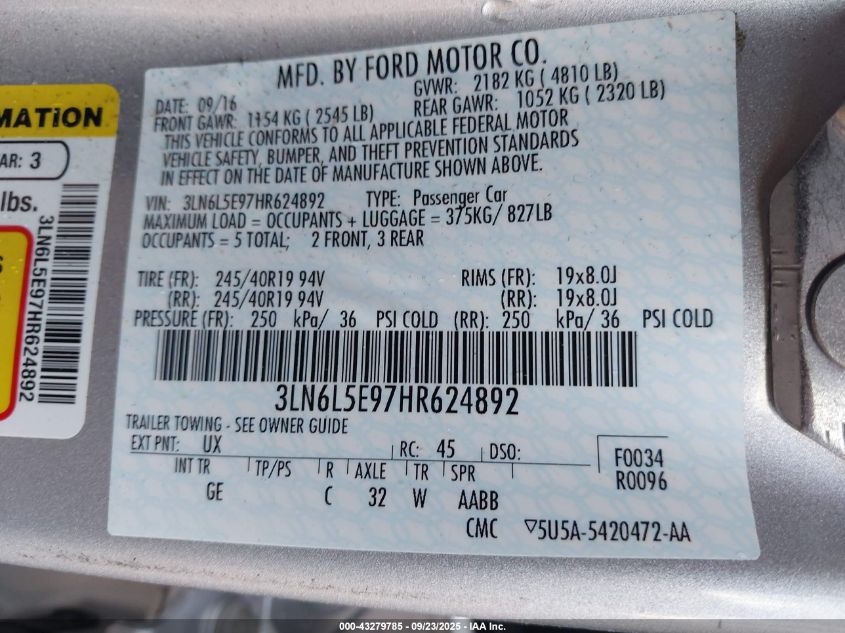 MFD. BY FORD MOTOR CO.
DATE: 09/16
GVWR: 2182 KG ( 4810 LB)
FRONT GAWR: 1154 KG ( 2545 LB)
REAR GAWR: 1052 KG ( 2320 LB)
THIS VEHICLE CONFORMS TO ALL APPLICABLE FEDERAL MOTOR
VEHICLE SAFETY, BUMPER, AND THEFT PREVENTION STANDARDS
IN EFFECT ON THE DATE OF MANUFACTURE SHOWN ABOVE.
VIN: 3LN6L5E97HR624892 TYPE: Passenger Car
MAXIMUM LOAD = OCCUPANTS + LUGGAGE = 375KG/ 827LB
OCCUPANTS = 5 TOTAL; 2 FRONT, 3 REAR
TIRE (FR): 245/40R19 94V RIMS (FR): 19x8.0J
(RR): 245/40R19 94V (RR): 19x8.0J
PRESSURE (FR): 250 kPa/ 36 PSI COLD (RR): 250 kPa/ 36 PSI COLD
3LN6L5E97HR624892
TRAILER TOWING - SEE OWNER GUIDE
EXT PNT: UX RC: 45 DSO:
INT TR TP/PS R AXLE TR SPR
GE C 32 W AABB
F0034
R0096
CMC ▽5U5A-5420472-AA
MATION
AR: 3
lbs.
S
3LN6L5E97HR624892
000-43279785 - 09/23/2025 - IAA Inc.